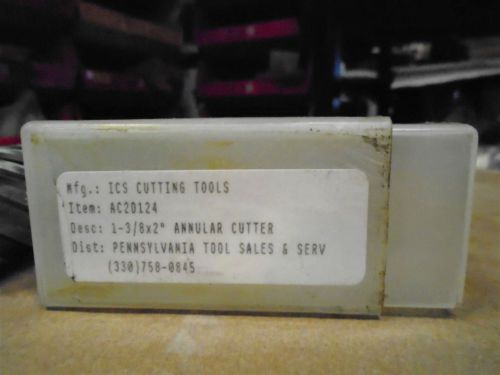 Mfg.: ICS CUTTING TOOLS
Item: AC20124
Desc: 1-3/8x2" ANNULAR CUTTER
Dist: PENNSYLVANIA TOOL SALES & SERV
(330)758-0845